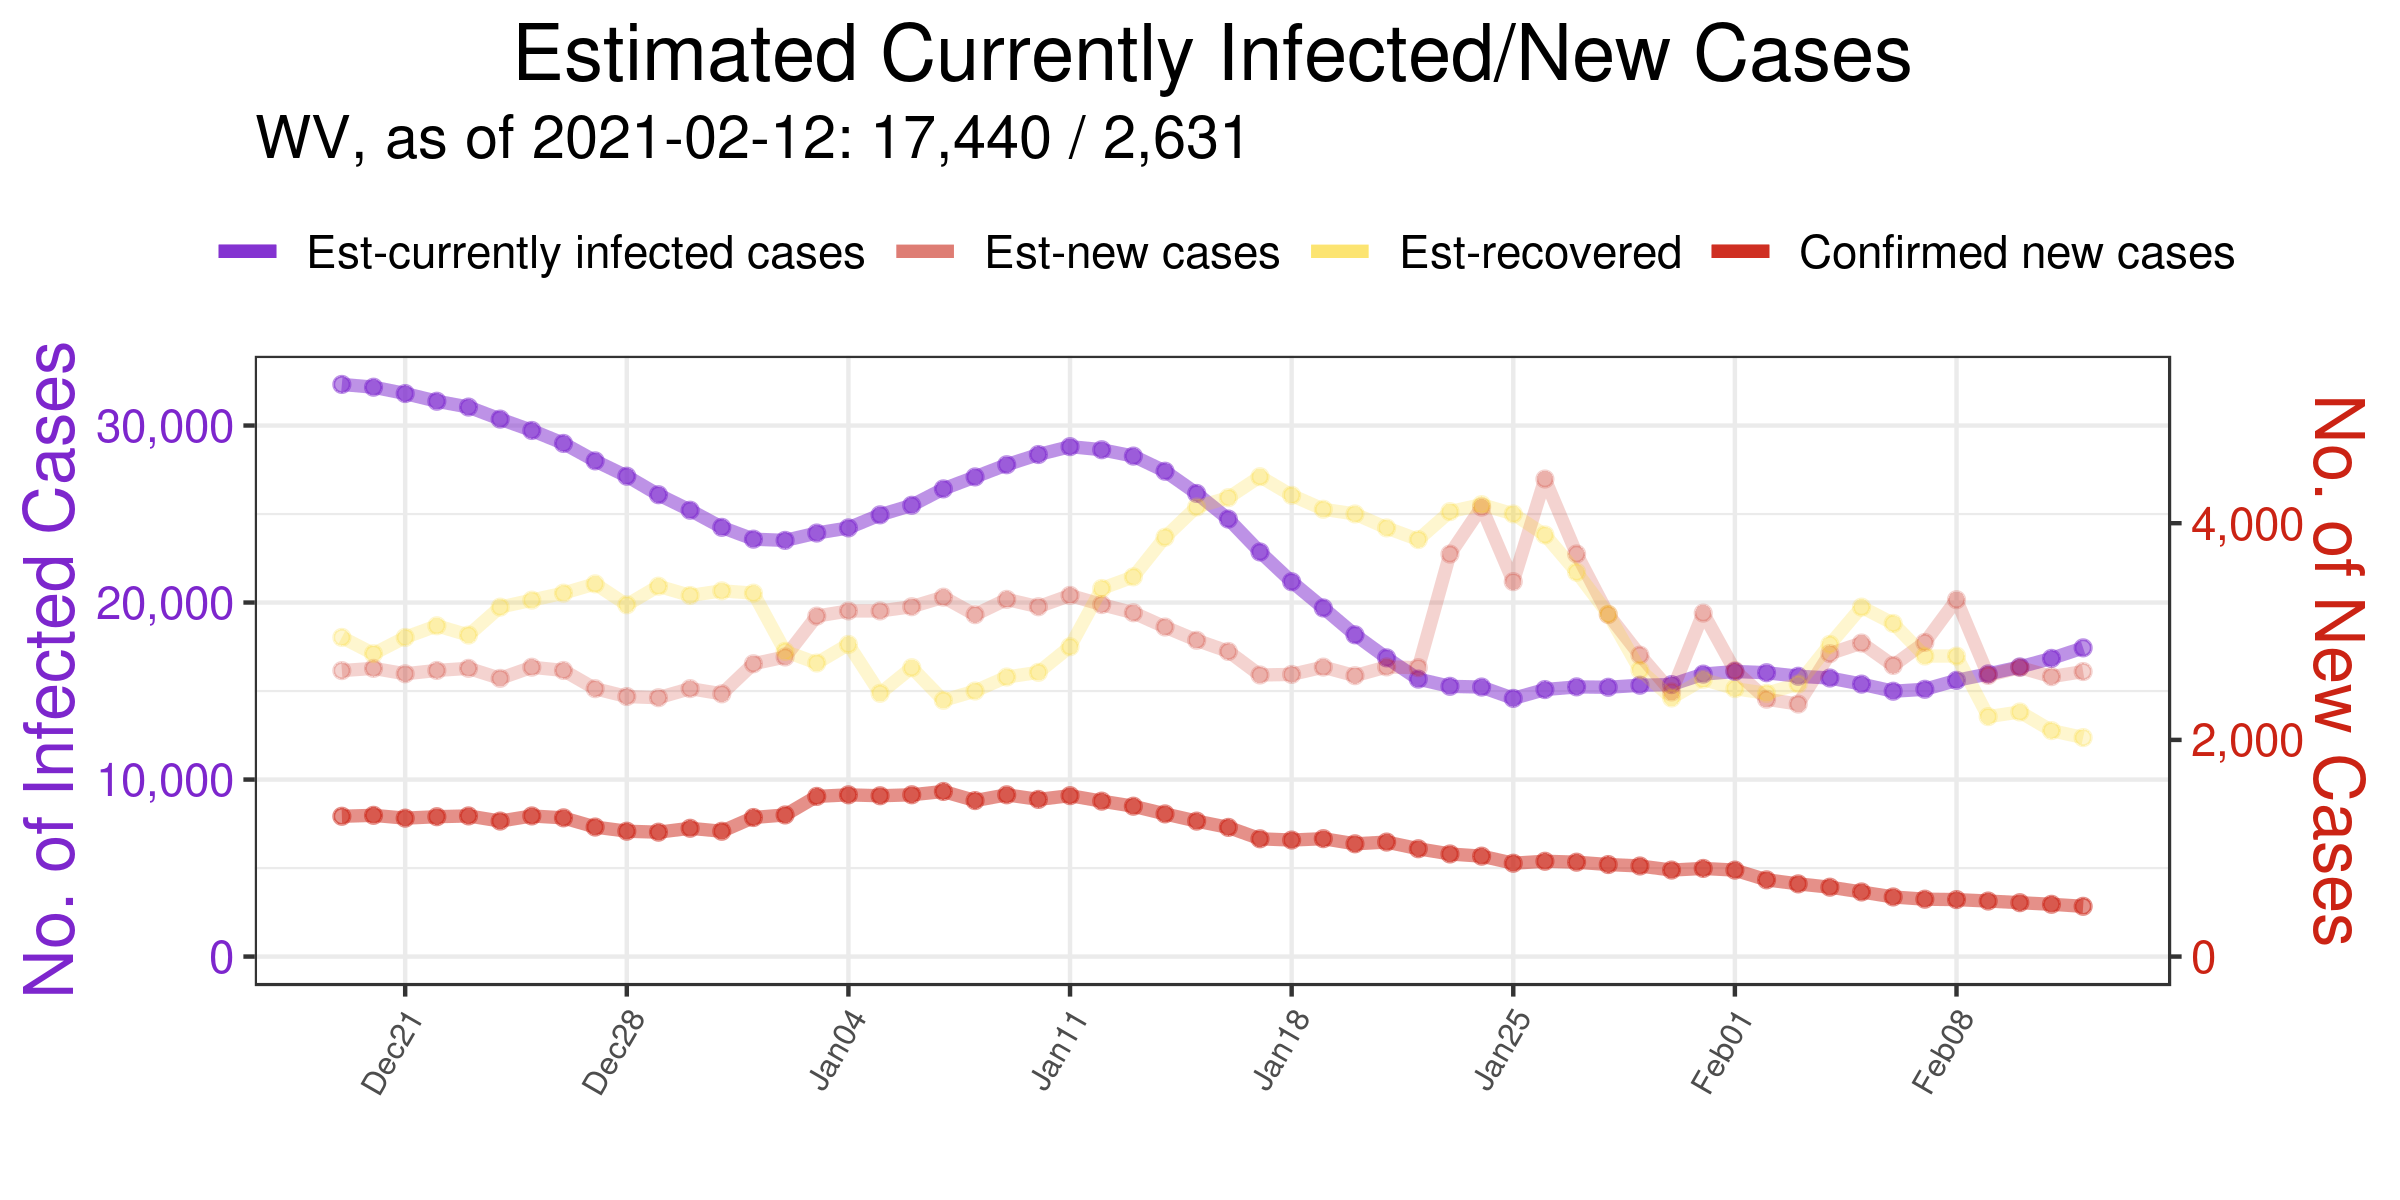 Estimated Currently Infected/New Cases
WV, as of 2021-02-12: 17,440 / 2,631
Est-currently infected cases Est-new cases Est-recovered Confirmed new cases
No. of Infected Cases
30,000
20,000
10,000
0
4,000
2,000
0
No. of New Cases
Dec21 Dec28 Jan04 Jan11 Jan18 Jan25 Feb01 Feb08